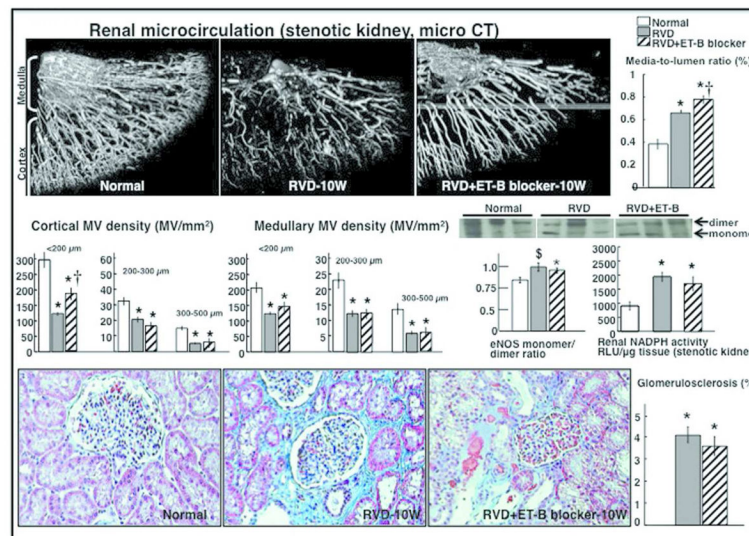 Renal microcirculation (stenotic kidney, micro CT)
Normal
RVD
RVD+ET-B blocker
Medulla
Cortex
Normal
RVD-10W
RVD+ET-B blocker-10W
Media-to-lumen ratio (%)
1
0.8
0.6
0.4
0.2
0
*
*†
Cortical MV density (MV/mm²)
<200 µm
300
250
200
150
100
50
0
*
*†
200-300 µm
60
50
40
30
20
10
0
*
*
300-500 µm
*
*
Medullary MV density (MV/mm²)
<200 µm
300
250
200
150
100
50
0
*
*
200-300 µm
30
25
20
15
10
5
0
*
*
300-500 µm
*
*
Normal
RVD
RVD+ET-B
dimer
monome
1.0
0.75
0.5
0.25
0
$
*
eNOS monomer/
dimer ratio
3000
2500
2000
1500
1000
500
0
*
*
Renal NADPH activity
RLU/µg tissue (stenotic kidne
Normal
RVD-10W
RVD+ET-B blocker-10W
Glomerulosclerosis (%
5
4
3
2
1
0
*
*